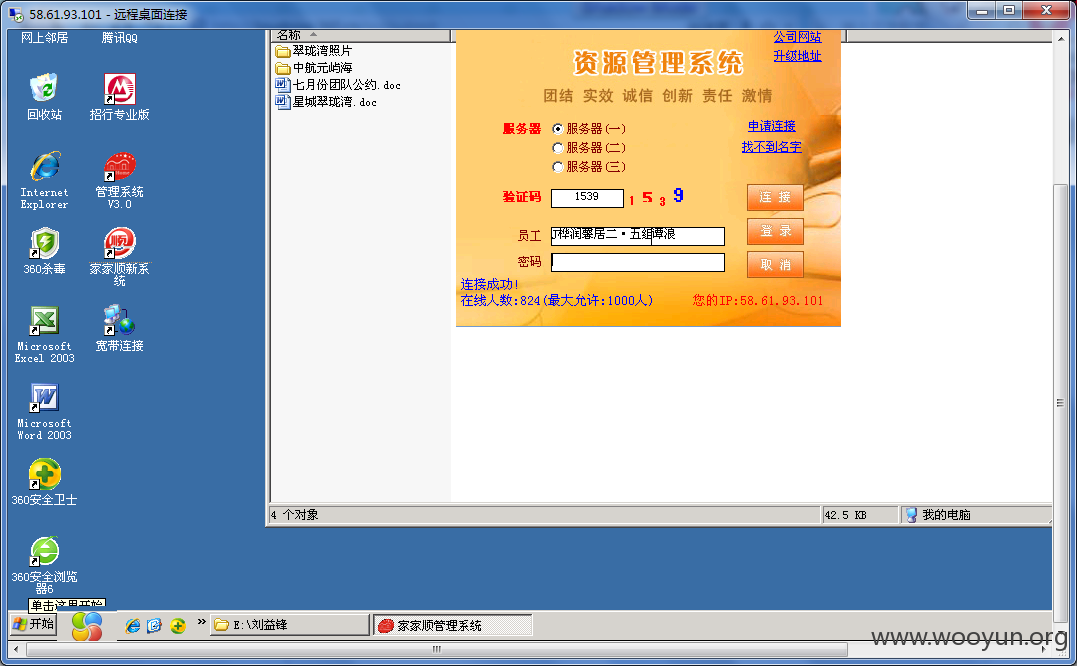 58.61.93.101 - 远程桌面连接
网上邻居
腾讯QQ
回收站
招行专业版
Internet
Explorer
管理系统
V3.0
360杀毒
家家顺新系
统
Microsoft
Excel 2003
宽带连接
Microsoft
Word 2003
360安全卫士
360安全浏览
器6
名称
翠珑湾照片
中航元屿海
七月份团队公约.doc
星城翠珑湾.doc
公司网站
升级地址
资源管理系统
团结 实效 诚信 创新 责任 激情
服务器
服务器(一)
服务器(二)
服务器(三)
申请连接
找不到名字
验证码
1539
1 5 3 9
连 接
员工
桦润馨居二·五组谭浪
登 录
密码
取 消
连接成功!
在线人数:824(最大允许:1000人)
您的IP:58.61.93.101
4 个对象
42.5 KB
我的电脑
单击这里开始
开始
E:\刘益锋
家家顺管理系统
www.wooyun.org